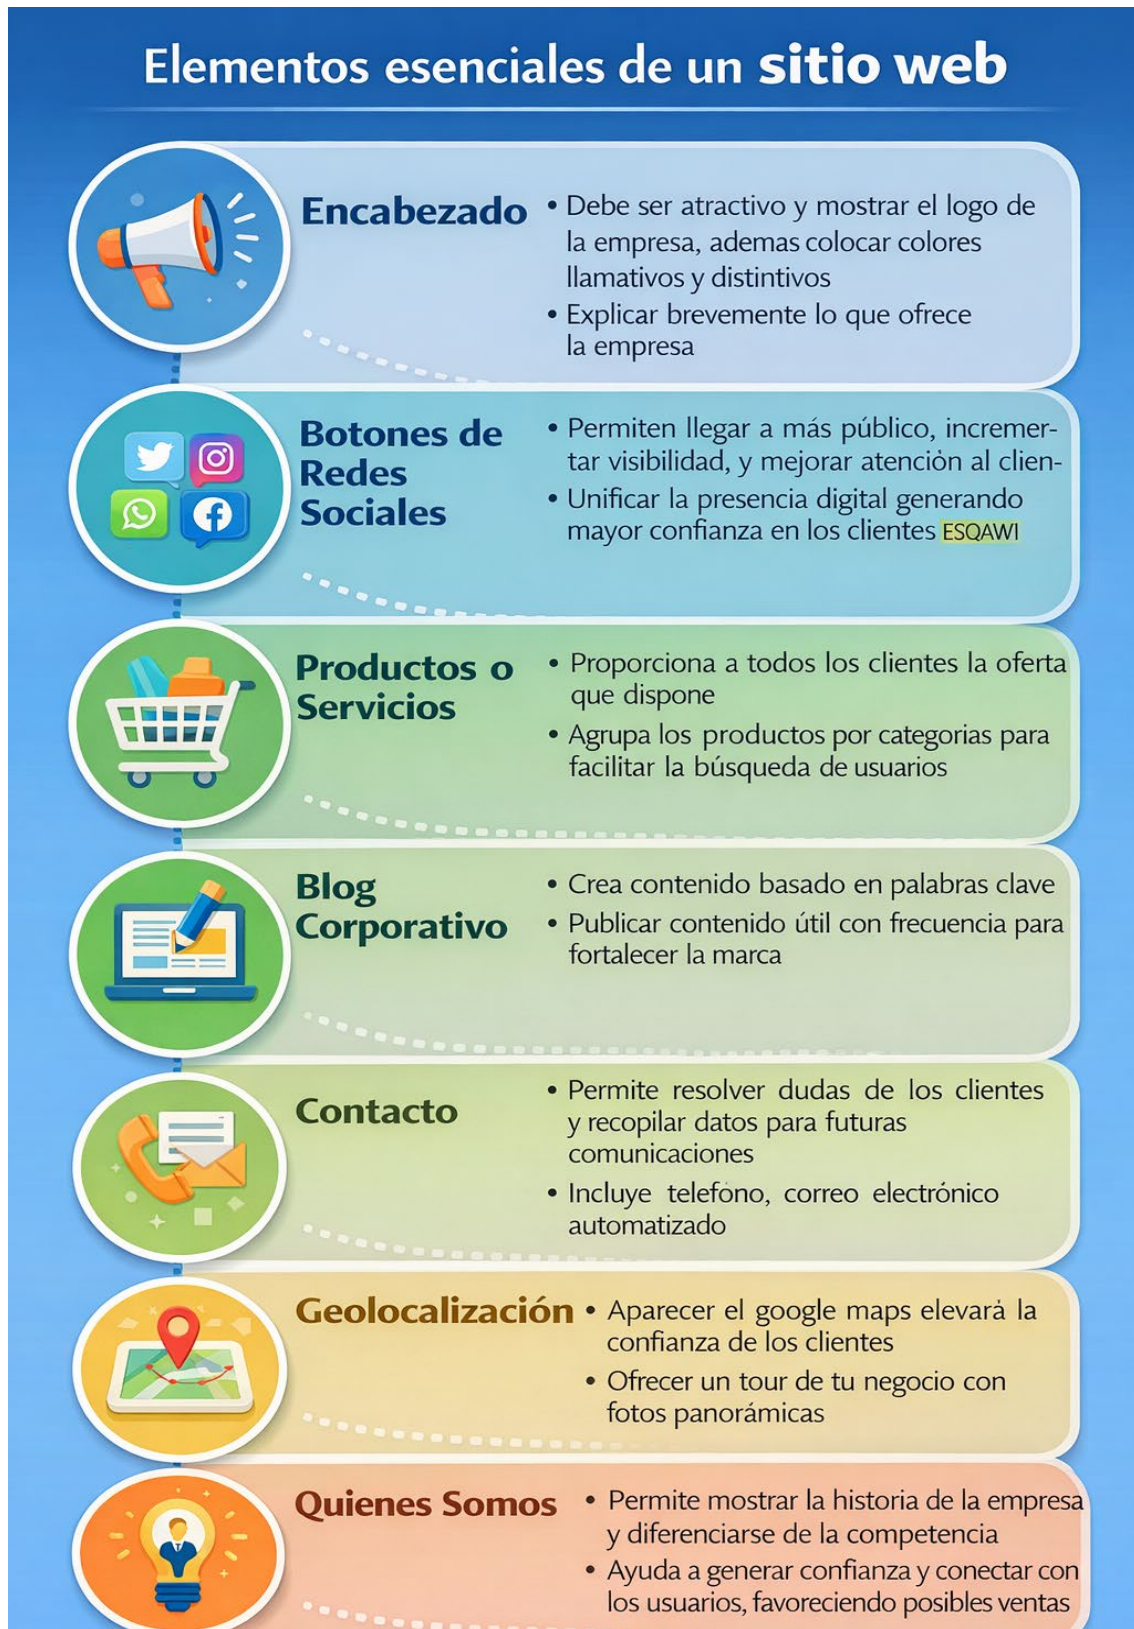 Elementos esenciales de un sitio web
Encabezado
• Debe ser atractivo y mostrar el logo de
la empresa, ademas colocar colores
llamativos y distintivos
• Explicar brevemente lo que ofrece
la empresa
Botones de
Redes
Sociales
• Permiten llegar a más público, incremer-
tar visibilidad, y mejorar atención al clien-
• Unificar la presencia digital generando
mayor confianza en los clientes ESQAWI
Productos o
Servicios
• Proporciona a todos los clientes la oferta
que dispone
• Agrupa los productos por categorias para
facilitar la búsqueda de usuarios
Blog
Corporativo
• Crea contenido basado en palabras clave
• Publicar contenido útil con frecuencia para
fortalecer la marca
Contacto
• Permite resolver dudas de los clientes
y recopilar datos para futuras
comunicaciones
• Incluye telefóno, correo electrónico
automatizado
Geolocalización
• Aparecer el google maps elevará la
confianza de los clientes
• Ofrecer un tour de tu negocio con
fotos panorámicas
Quienes Somos
• Permite mostrar la historia de la empresa
y diferenciarse de la competencia
• Ayuda a generar confianza y conectar con
los usuarios, favoreciendo posibles ventas